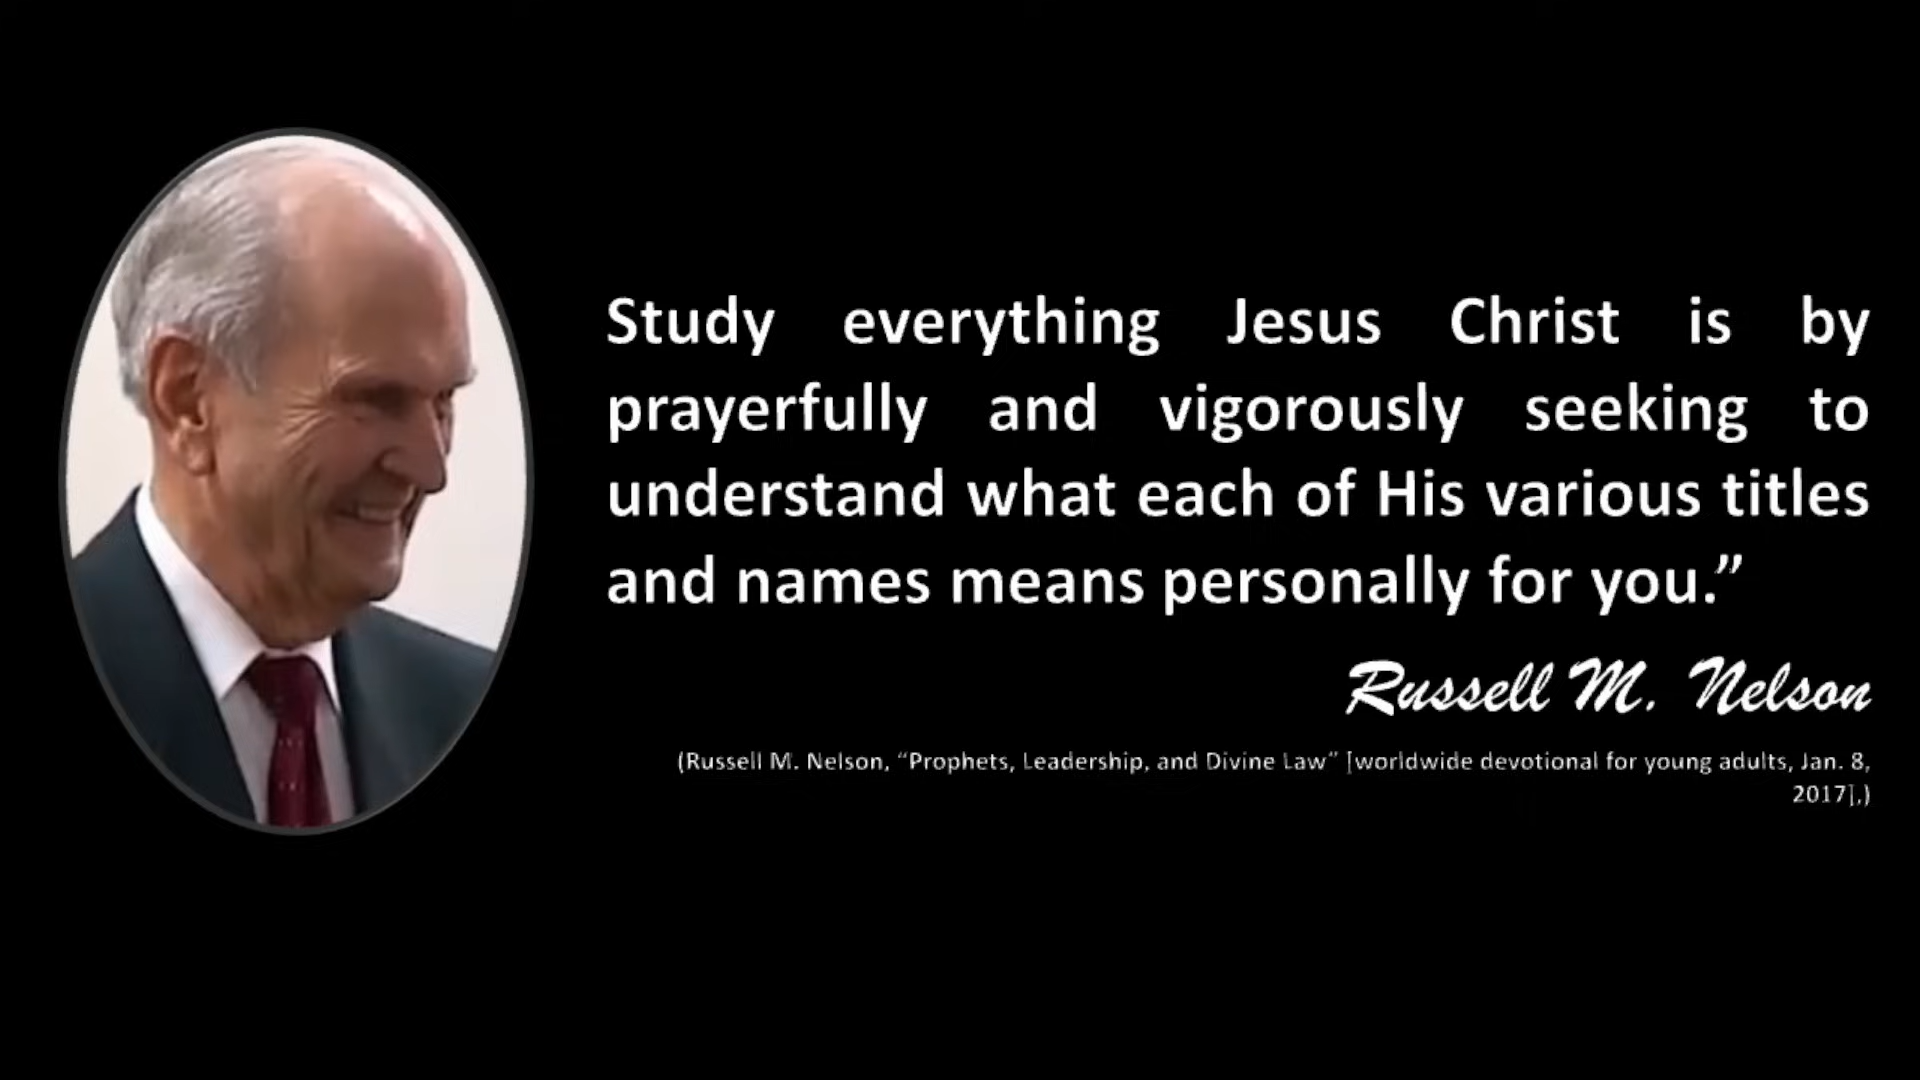 Study everything Jesus Christ is by
prayerfully and vigorously seeking to
understand what each of His various titles
and names means personally for you.”
Russell M. Nelson
(Russell M. Nelson, “Prophets, Leadership, and Divine Law” [worldwide devotional for young adults, Jan. 8,
2017],)